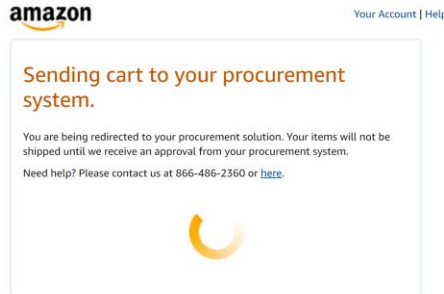 amazon
Your Account | Help
Sending cart to your procurement
system.
You are being redirected to your procurement solution. Your items will not be
shipped until we receive an approval from your procurement system.
Need help? Please contact us at 866-486-2360 or here.